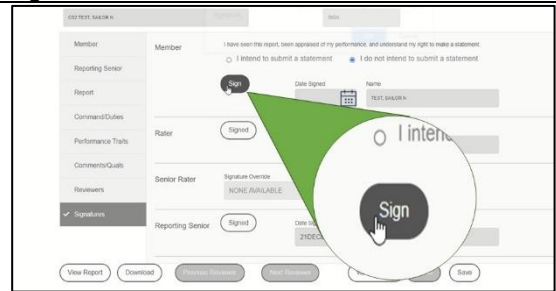 CS2 TEST, SAILOR N
Member
Reporting Senior
Report
Command/Duties
Performance Traits
Comments/Quals
Reviewers
✓ Signatures
Member
I have seen this report, been appraised of my performance, and understand my right to make a statement.
I intend to submit a statement
I do not intend to submit a statement
Sign
Date Signed
Name
TEST, SAILOR N
Rater
Signed
Senior Rater
Signature Override
NONE AVAILABLE
Reporting Senior
Signed
21DEC
I inten
Sign
View Report
Download
Previous Reviewer
Next Reviewer
Save